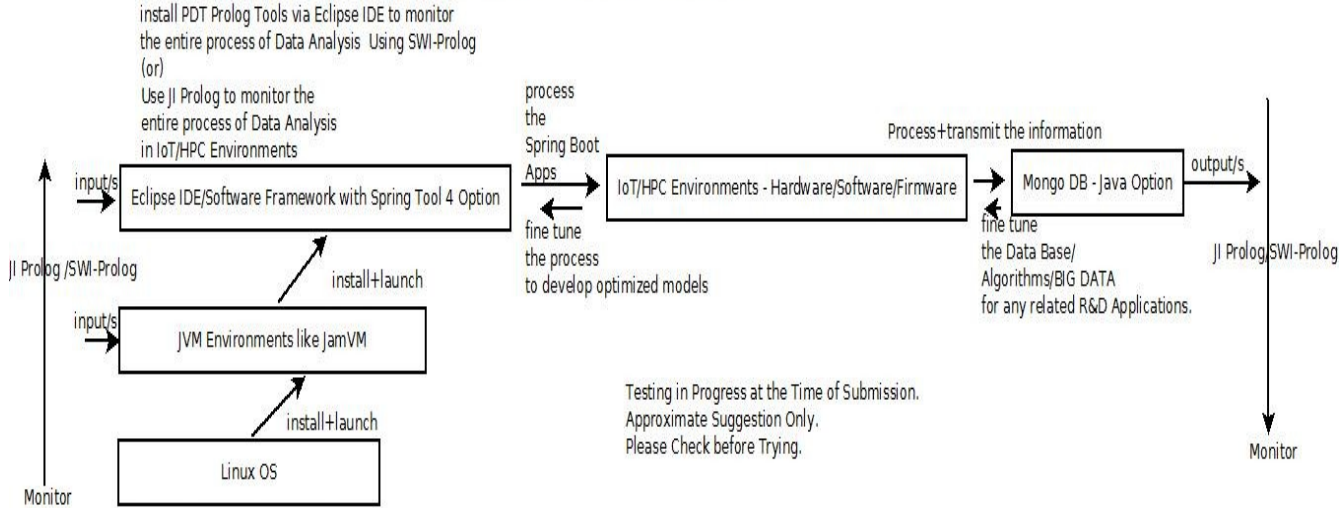 install PDT Prolog Tools via Eclipse IDE to monitor
the entire process of Data Analysis Using SWI-Prolog
(or)
Use JI Prolog to monitor the
entire process of Data Analysis
in IoT/HPC Environments
process
the
Spring Boot
Apps
Process+transmit the information
input/s
Eclipse IDE/Software Framework with Spring Tool 4 Option
IoT/HPC Environments - Hardware/Software/Firmware
Mongo DB - Java Option
output/s
fine tune
the process
to develop optimized models
fine tune
the Data Base/
Algorithms/BIG DATA
for any related R&D Applications.
JI Prolog /SWI-Prolog
JI Prolog/SWI-Prolog
install+launch
input/s
JVM Environments like JamVM
install+launch
Linux OS
Testing in Progress at the Time of Submission.
Approximate Suggestion Only.
Please Check before Trying.
Monitor
Monitor